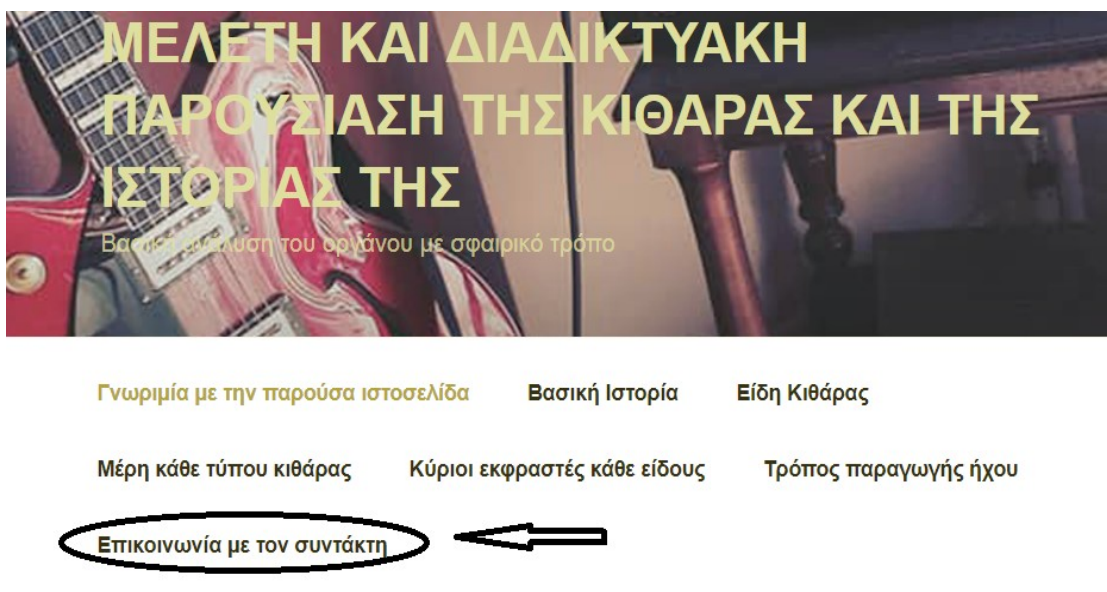 ΜΕΛΕΤΗ ΚΑΙ ΔΙΑΔΙΚΤΥΑΚΗ
ΠΑΡΟΥΣΙΑΣΗ ΤΗΣ ΚΙΘΑΡΑΣ ΚΑΙ ΤΗΣ
ΙΣΤΟΡΙΑΣ ΤΗΣ
Βασική ανάλυση του οργάνου με σφαιρικό τρόπο
Γνωριμία με την παρούσα ιστοσελίδα Βασική Ιστορία Είδη Κιθάρας
Μέρη κάθε τύπου κιθάρας Κύριοι εκφραστές κάθε είδους Τρόπος παραγωγής ήχου
Επικοινωνία με τον συντάκτη